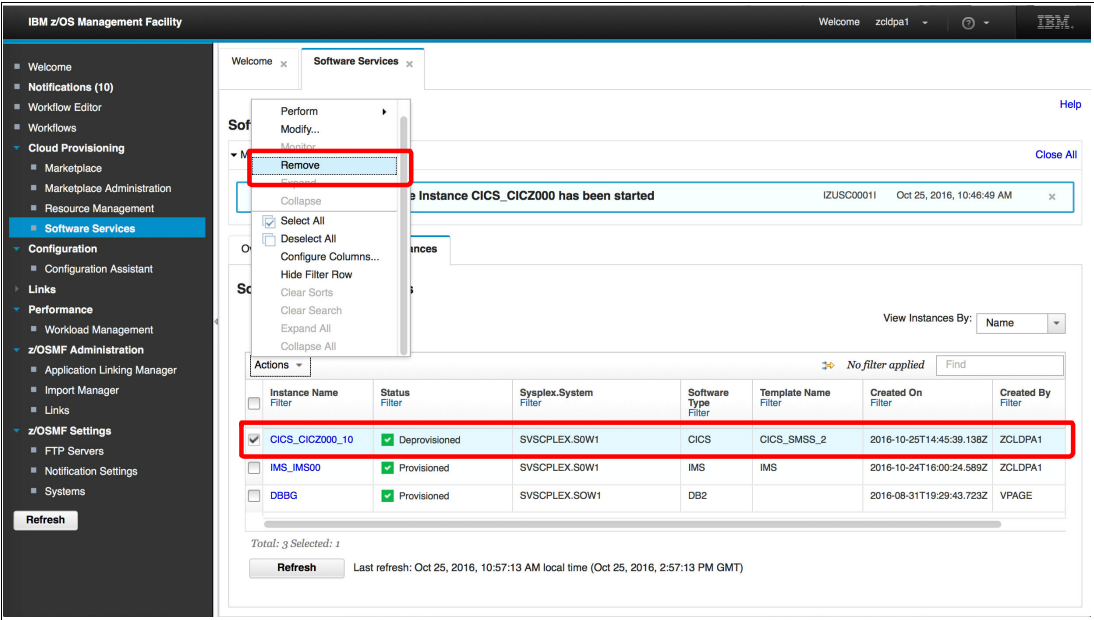 IBM z/OS Management Facility
Welcome zcldpa1
IBM.
Welcome
Notifications (10)
Workflow Editor
Workflows
Cloud Provisioning
Marketplace
Marketplace Administration
Resource Management
Software Services
Configuration
Configuration Assistant
Links
Performance
Workload Management
z/OSMF Administration
Application Linking Manager
Import Manager
Links
z/OSMF Settings
FTP Servers
Notification Settings
Systems
Refresh
Welcome
Software Services
Help
Sof
M
Close All
Perform
Modify...
Monitor
Remove
Expand
Collapse
Select All
Deselect All
Configure Columns...
Hide Filter Row
Clear Sorts
Clear Search
Expand All
Collapse All
e Instance CICS_CICZ000 has been started IZUSC0001I Oct 25, 2016, 10:46:49 AM
O
ances
So
s
View Instances By: Name
Actions
No filter applied Find
Instance Name Status Sysplex.System Software Type Template Name Created On Created By
Filter Filter Filter Filter Filter Filter Filter
CICS_CICZ000_10 Deprovisioned SVSCPLEX.S0W1 CICS CICS_SMSS_2 2016-10-25T14:45:39.138Z ZCLDPA1
IMS_IMS00 Provisioned SVSCPLEX.S0W1 IMS IMS 2016-10-24T16:00:24.589Z ZCLDPA1
DBBG Provisioned SVSCPLEX.SOW1 DB2 2016-08-31T19:29:43.723Z VPAGE
Total: 3 Selected: 1
Refresh Last refresh: Oct 25, 2016, 10:57:13 AM local time (Oct 25, 2016, 2:57:13 PM GMT)